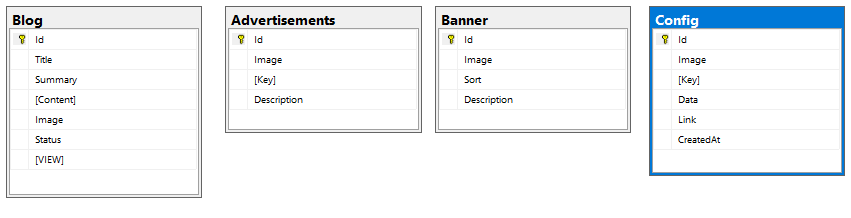 Blog
Id
Title
Summary
[Content]
Image
Status
[VIEW]
Advertisements
Id
Image
[Key]
Description
Banner
Id
Image
Sort
Description
Config
Id
Image
[Key]
Data
Link
CreatedAt